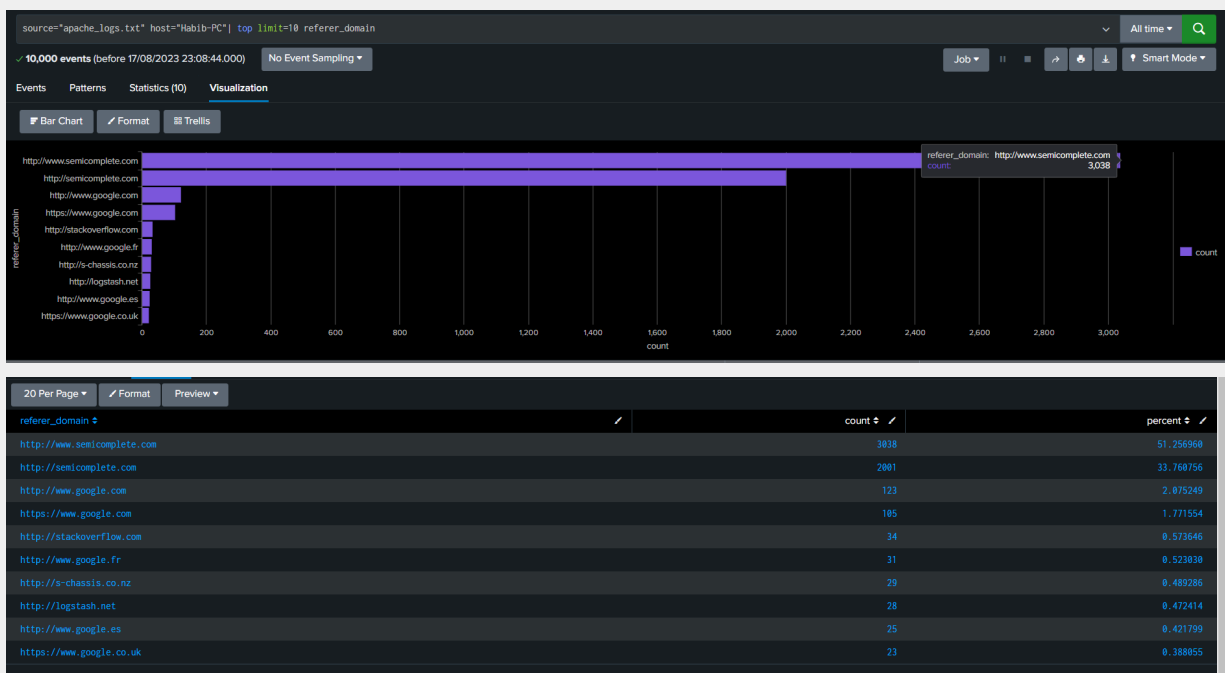 source="apache_logs.txt" host="Habib-PC"| top limit=10 referer_domain
All time
10,000 events (before 17/08/2023 23:08:44.000)
No Event Sampling
Job
Smart Mode
Events Patterns Statistics (10) Visualization
Bar Chart Format Trellis
http://www.semicomplete.com
referer_domain: http://www.semicomplete.com
count: 3,038
http://semicomplete.com
http://www.google.com
https://www.google.com
http://stackoverflow.com
http://www.google.fr
http://s-chassis.co.nz
http://logstash.net
http://www.google.es
https://www.google.co.uk
referer_domain
count
0 200 400 600 800 1,000 1,200 1,400 1,600 1,800 2,000 2,200 2,400 2,600 2,800 3,000
count
20 Per Page Format Preview
referer_domain count percent
http://www.semicomplete.com 3038 51.256960
http://semicomplete.com 2001 33.760756
http://www.google.com 123 2.075249
https://www.google.com 105 1.771554
http://stackoverflow.com 34 0.573646
http://www.google.fr 31 0.523030
http://s-chassis.co.nz 29 0.489286
http://logstash.net 28 0.472414
http://www.google.es 25 0.421799
https://www.google.co.uk 23 0.388055